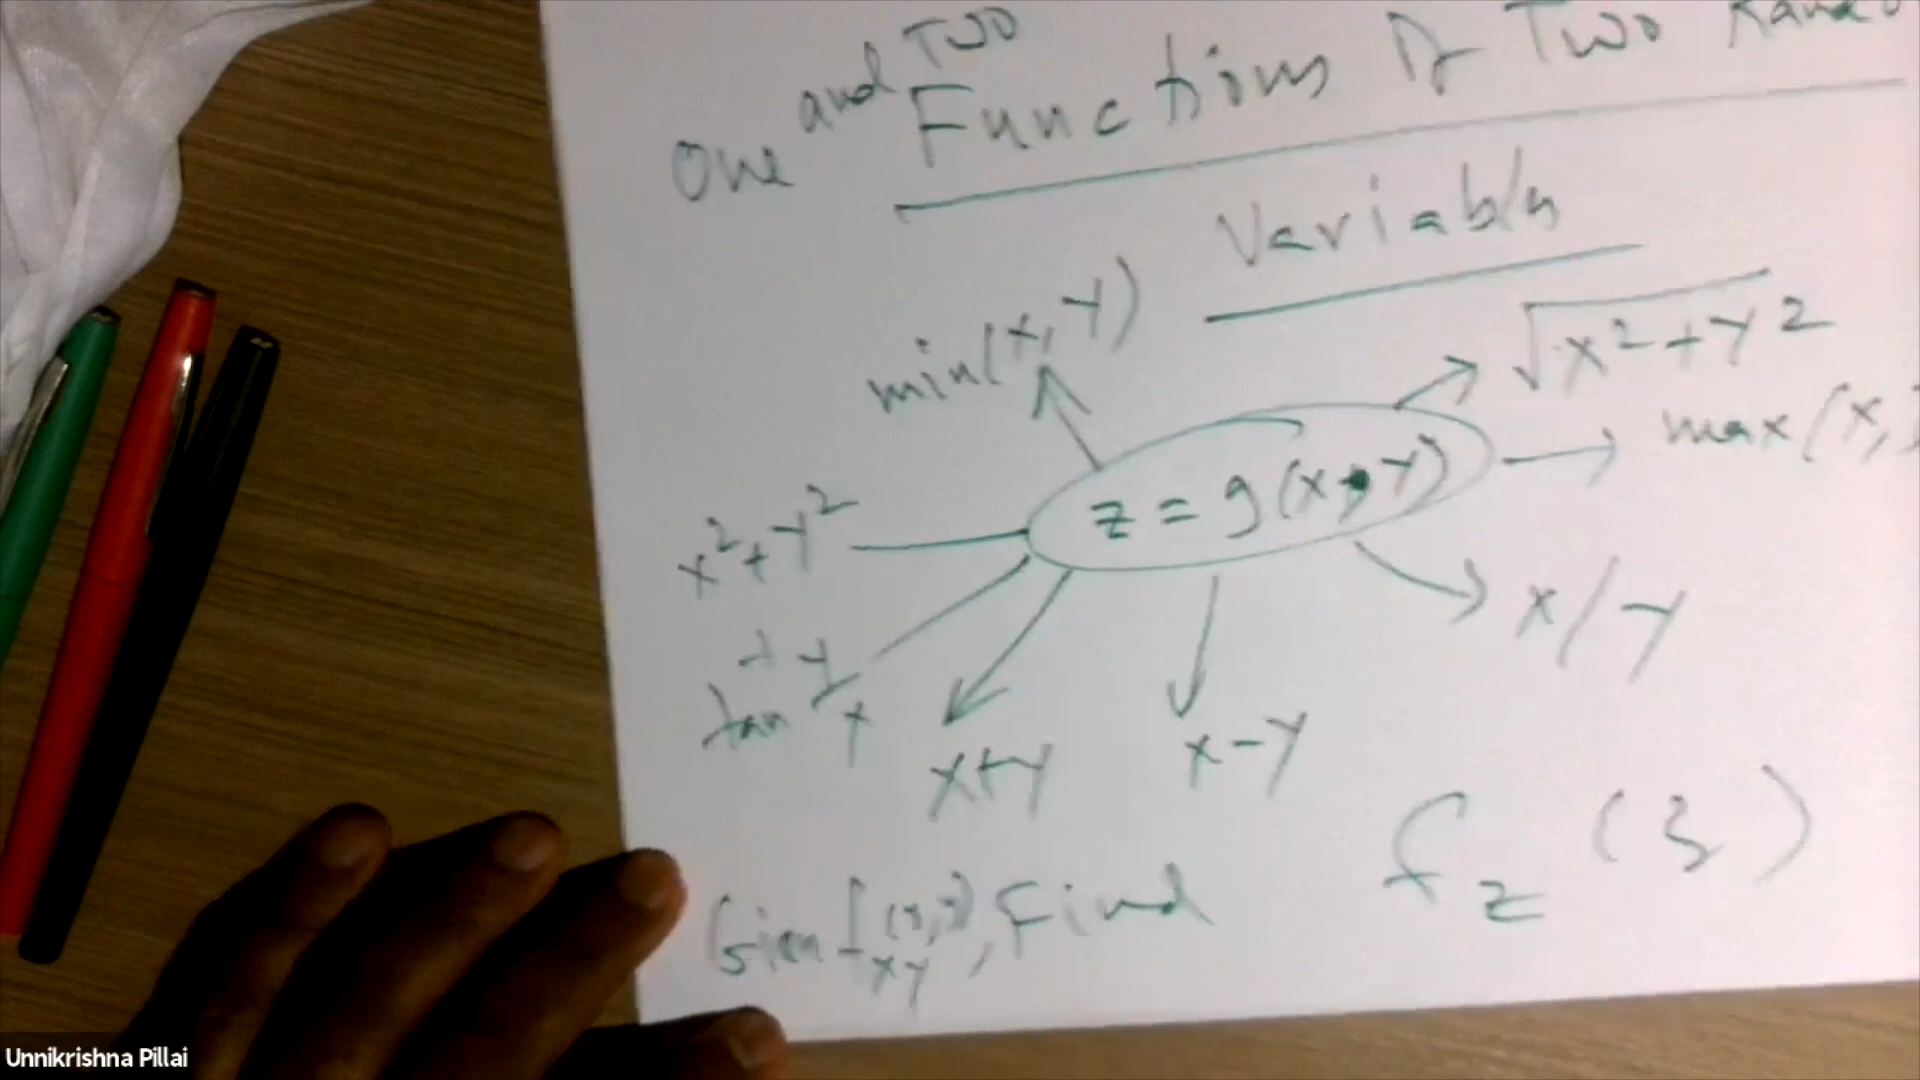 One and Two Functions of Two Rando
Variables
min(X, Y)
√X²+Y²
max(X,
Z = g(X, Y)
X²+Y²
X/Y
tan⁻¹ Y/X
X+Y
X-Y
Given f_XY(x,y), Find f_Z(z)
Unnikrishna Pillai